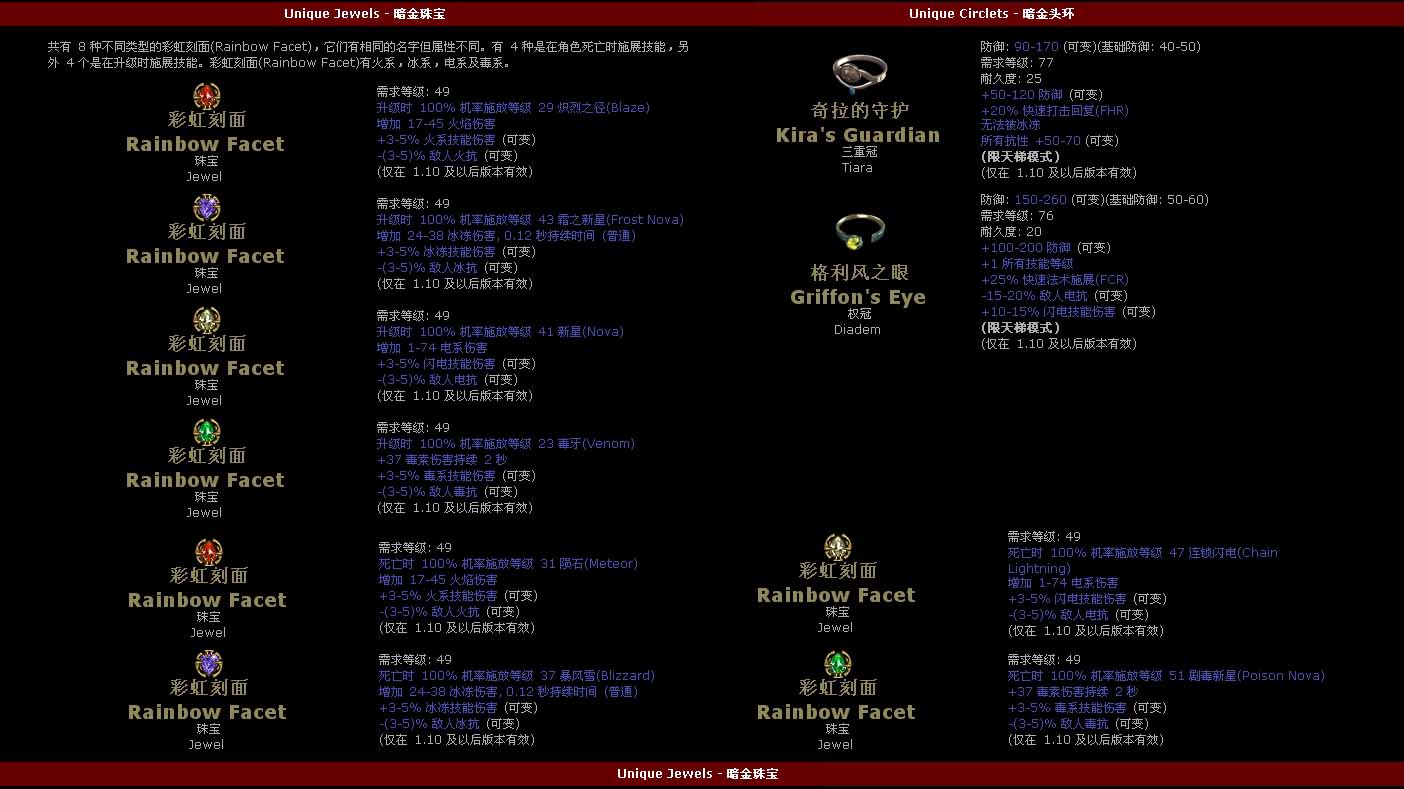 Unique Jewels - 暗金珠宝
共有 8 种不同类型的彩虹刻面(Rainbow Facet)，它们有相同的名字但属性不同。有 4 种是在角色死亡时施展技能，另
外 4 个是在升级时施展技能。彩虹刻面(Rainbow Facet)有火系，冰系，电系及毒系。
彩虹刻面
Rainbow Facet
珠宝
Jewel
需求等级: 49
升级时 100% 机率施放等级 29 炽烈之径(Blaze)
增加 17-45 火焰伤害
+3-5% 火系技能伤害 (可变)
-(3-5)% 敌人火抗 (可变)
(仅在 1.10 及以后版本有效)
彩虹刻面
Rainbow Facet
珠宝
Jewel
需求等级: 49
升级时 100% 机率施放等级 43 霜之新星(Frost Nova)
增加 24-38 冰冻伤害, 0.12 秒持续时间 (普通)
+3-5% 冰冻技能伤害 (可变)
-(3-5)% 敌人冰抗 (可变)
(仅在 1.10 及以后版本有效)
彩虹刻面
Rainbow Facet
珠宝
Jewel
需求等级: 49
升级时 100% 机率施放等级 41 新星(Nova)
增加 1-74 电系伤害
+3-5% 闪电技能伤害 (可变)
-(3-5)% 敌人电抗 (可变)
(仅在 1.10 及以后版本有效)
彩虹刻面
Rainbow Facet
珠宝
Jewel
需求等级: 49
升级时 100% 机率施放等级 23 毒牙(Venom)
+37 毒素伤害持续 2 秒
+3-5% 毒系技能伤害 (可变)
-(3-5)% 敌人毒抗 (可变)
(仅在 1.10 及以后版本有效)
彩虹刻面
Rainbow Facet
珠宝
Jewel
需求等级: 49
死亡时 100% 机率施放等级 31 陨石(Meteor)
增加 17-45 火焰伤害
+3-5% 火系技能伤害 (可变)
-(3-5)% 敌人火抗 (可变)
(仅在 1.10 及以后版本有效)
彩虹刻面
Rainbow Facet
珠宝
Jewel
需求等级: 49
死亡时 100% 机率施放等级 37 暴风雪(Blizzard)
增加 24-38 冰冻伤害, 0.12 秒持续时间 (普通)
+3-5% 冰冻技能伤害 (可变)
-(3-5)% 敌人冰抗 (可变)
(仅在 1.10 及以后版本有效)
Unique Circlets - 暗金头环
奇拉的守护
Kira's Guardian
三重冠
Tiara
防御: 90-170 (可变)(基础防御: 40-50)
需求等级: 77
耐久度: 25
+50-120 防御 (可变)
+20% 快速打击回复(FHR)
无法被冰冻
所有抗性 +50-70 (可变)
(限天梯模式)
(仅在 1.10 及以后版本有效)
格利风之眼
Griffon's Eye
权冠
Diadem
防御: 150-260 (可变)(基础防御: 50-60)
需求等级: 76
耐久度: 20
+100-200 防御 (可变)
+1 所有技能等级
+25% 快速法术施展(FCR)
-15-20% 敌人电抗 (可变)
+10-15% 闪电技能伤害 (可变)
(限天梯模式)
(仅在 1.10 及以后版本有效)
彩虹刻面
Rainbow Facet
珠宝
Jewel
需求等级: 49
死亡时 100% 机率施放等级 47 连锁闪电(Chain
Lightning)
增加 1-74 电系伤害
+3-5% 闪电技能伤害 (可变)
-(3-5)% 敌人电抗 (可变)
(仅在 1.10 及以后版本有效)
彩虹刻面
Rainbow Facet
珠宝
Jewel
需求等级: 49
死亡时 100% 机率施放等级 51 剧毒新星(Poison Nova)
+37 毒素伤害持续 2 秒
+3-5% 毒系技能伤害 (可变)
-(3-5)% 敌人毒抗 (可变)
(仅在 1.10 及以后版本有效)
Unique Jewels - 暗金珠宝